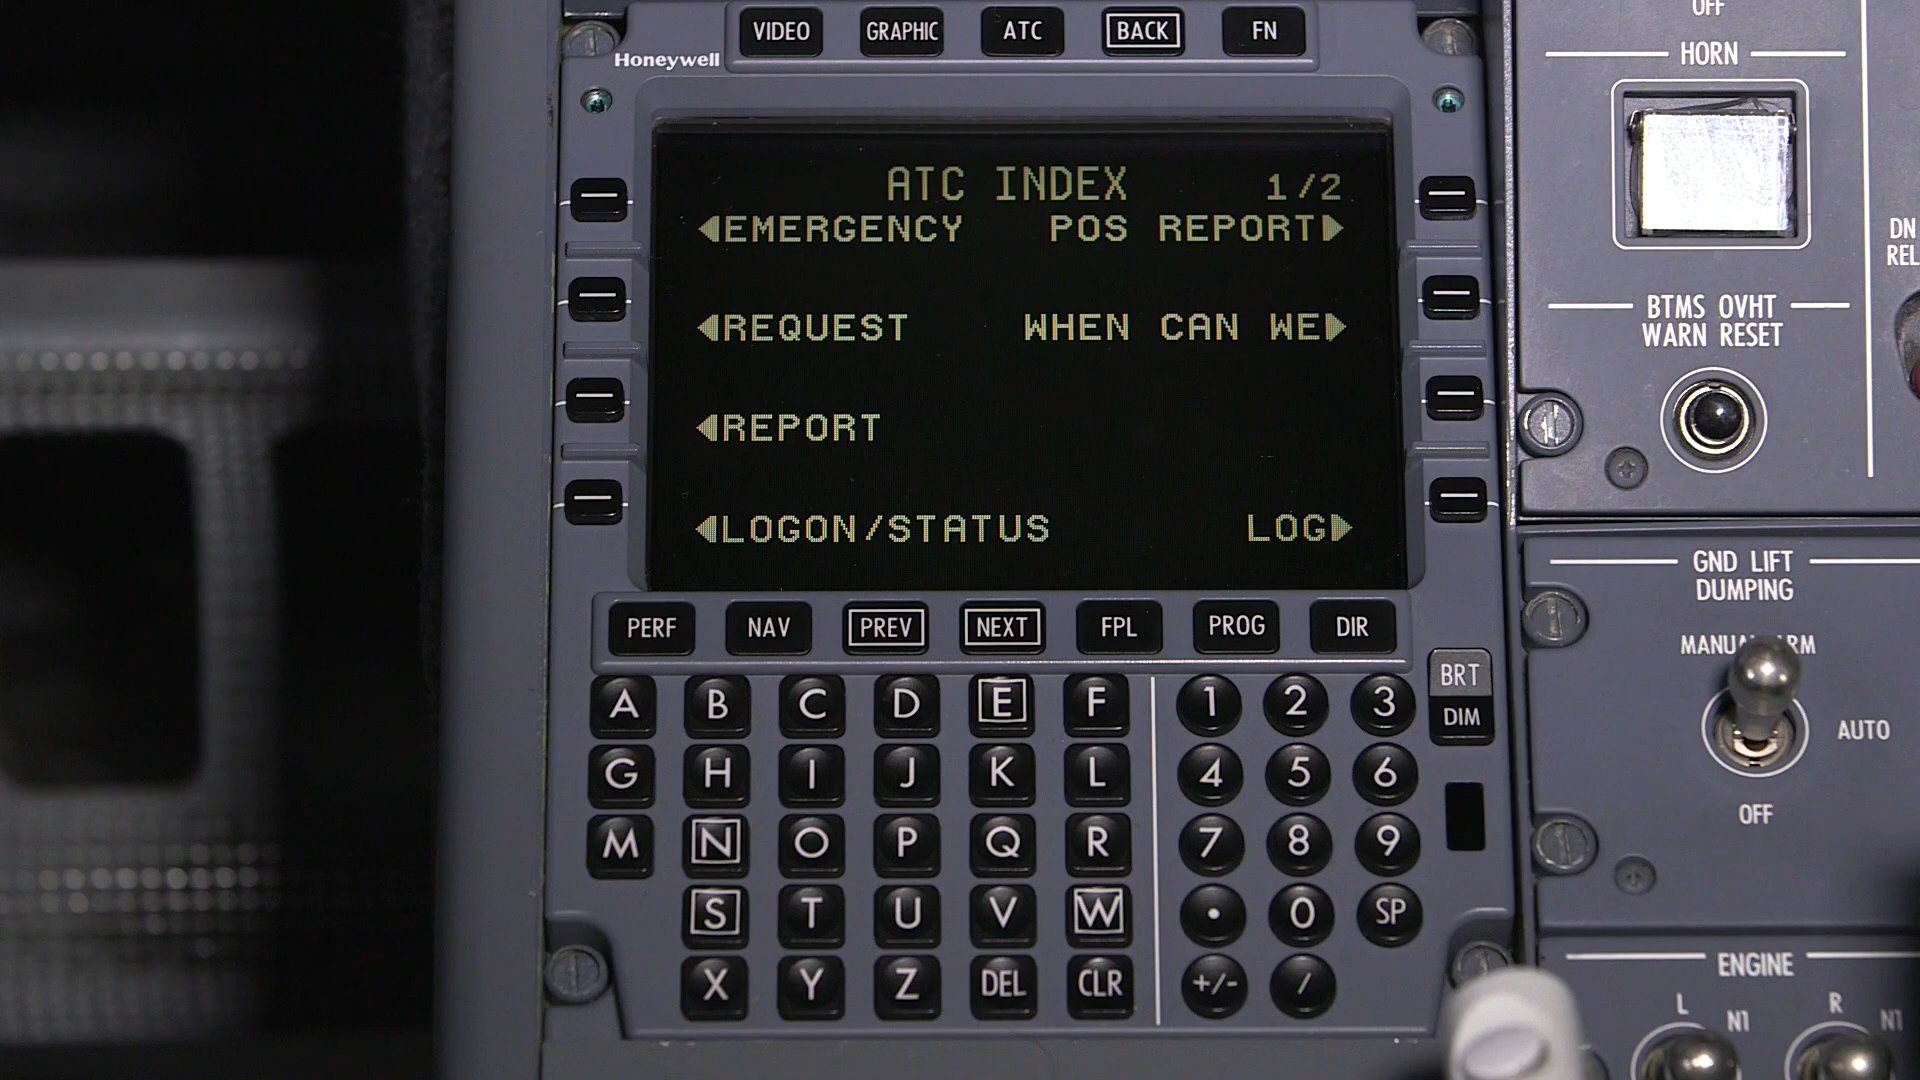 VIDEO GRAPHIC ATC BACK FN
Honeywell
ATC INDEX 1/2
EMERGENCY POS REPORT
REQUEST WHEN CAN WE
REPORT
LOGON/STATUS LOG
PERF NAV PREV NEXT FPL PROG DIR
BRT
DIM
A B C D E F 1 2 3
G H I J K L 4 5 6
M N O P Q R 7 8 9
S T U V W • 0 SP
X Y Z DEL CLR +/- /
OFF
HORN
DN
REL
BTMS OVHT
WARN RESET
GND LIFT
DUMPING
MANUAL ARM
AUTO
OFF
ENGINE
L R
N1 N1